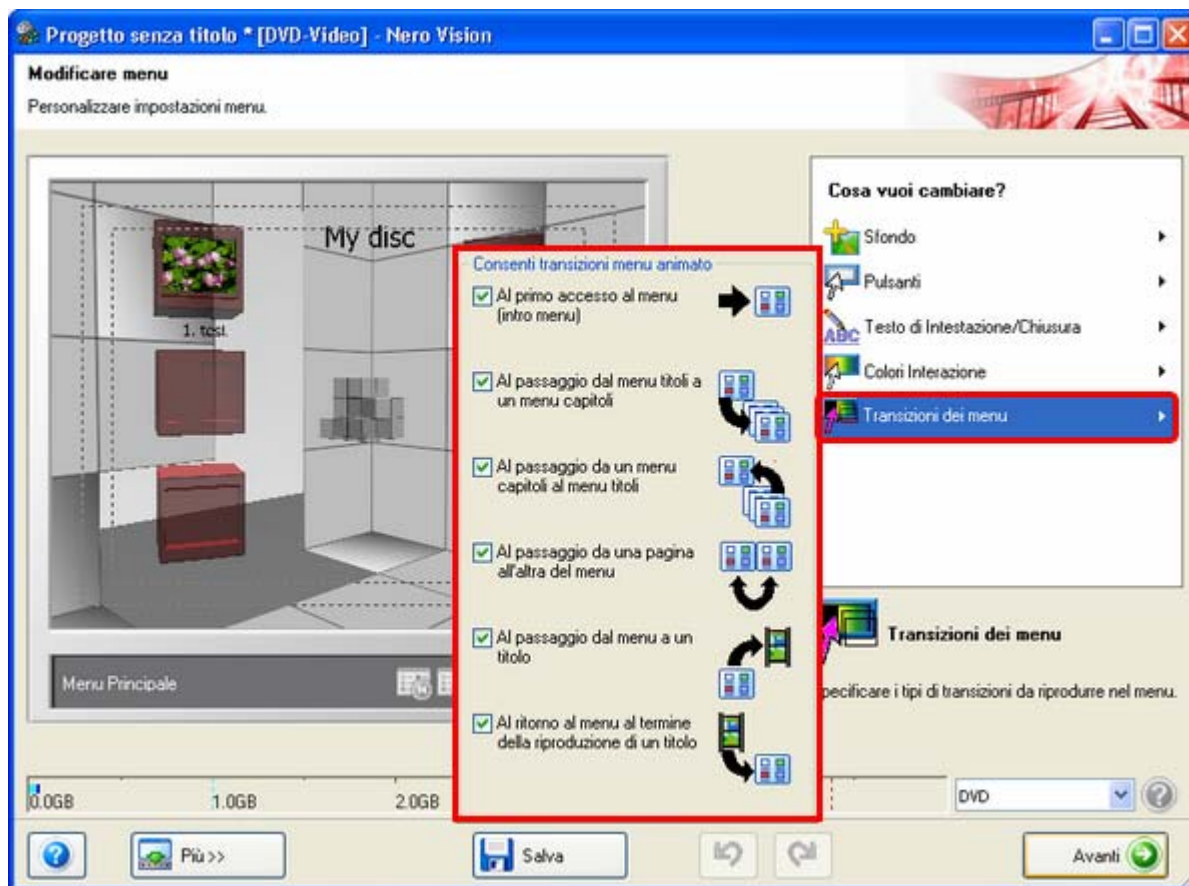 Progetto senza titolo * [DVD-Video] - Nero Vision
Modificare menu
Personalizzare impostazioni menu.
My disc
1. test
Menu Principale
Consenti transizioni menu animato
Al primo accesso al menu
(intro menu)
Al passaggio dal menu titoli a
un menu capitoli
Al passaggio da un menu
capitoli al menu titoli
Al passaggio da una pagina
all'altra del menu
Al passaggio dal menu a un
titolo
Al ritorno al menu al termine
della riproduzione di un titolo
Cosa vuoi cambiare?
Sfondo
Pulsanti
ABC
Testo di Intestazione/Chiusura
Colori Interazione
Transizioni dei menu
Transizioni dei menu
pecificare i tipi di transizioni da riprodurre nel menu.
0.0GB
1.0GB
2.0GB
DVD
Più >>
Salva
Avanti